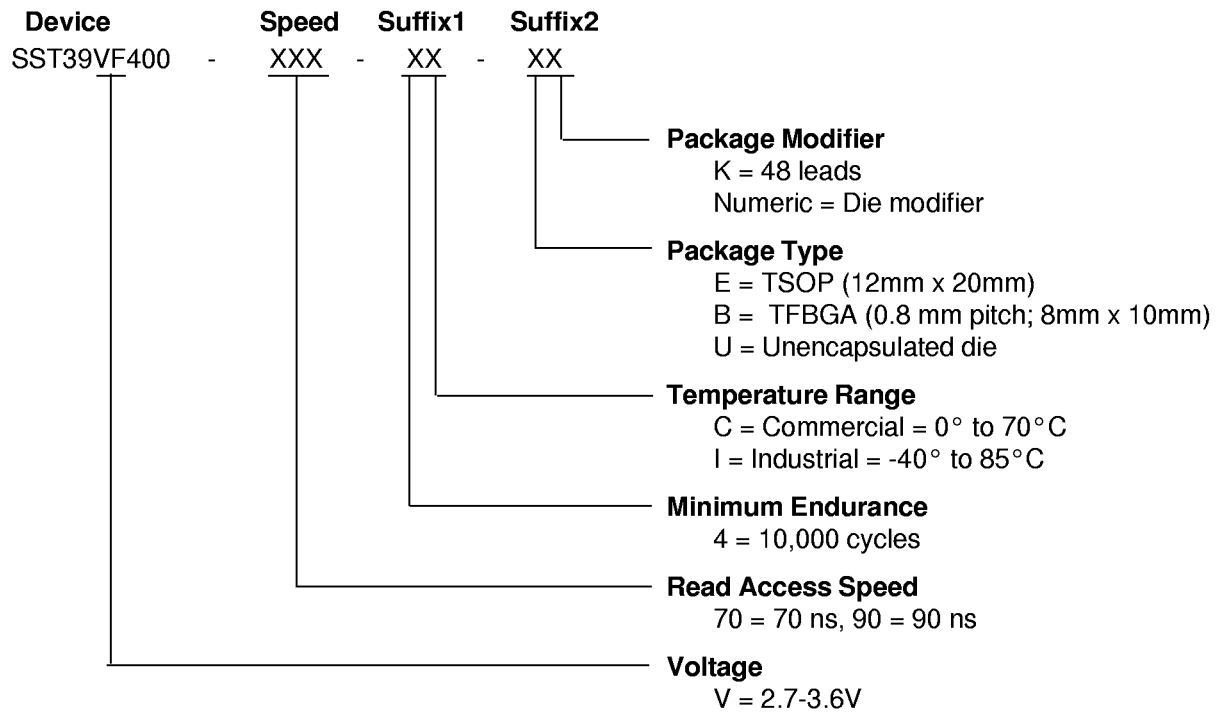 Device Speed Suffix1 Suffix2
SST39VF400 - XXX - XX - XX
Package Modifier
K = 48 leads
Numeric = Die modifier
Package Type
E = TSOP (12mm x 20mm)
B = TFBGA (0.8 mm pitch; 8mm x 10mm)
U = Unencapsulated die
Temperature Range
C = Commercial = 0° to 70°C
I = Industrial = -40° to 85°C
Minimum Endurance
4 = 10,000 cycles
Read Access Speed
70 = 70 ns, 90 = 90 ns
Voltage
V = 2.7-3.6V